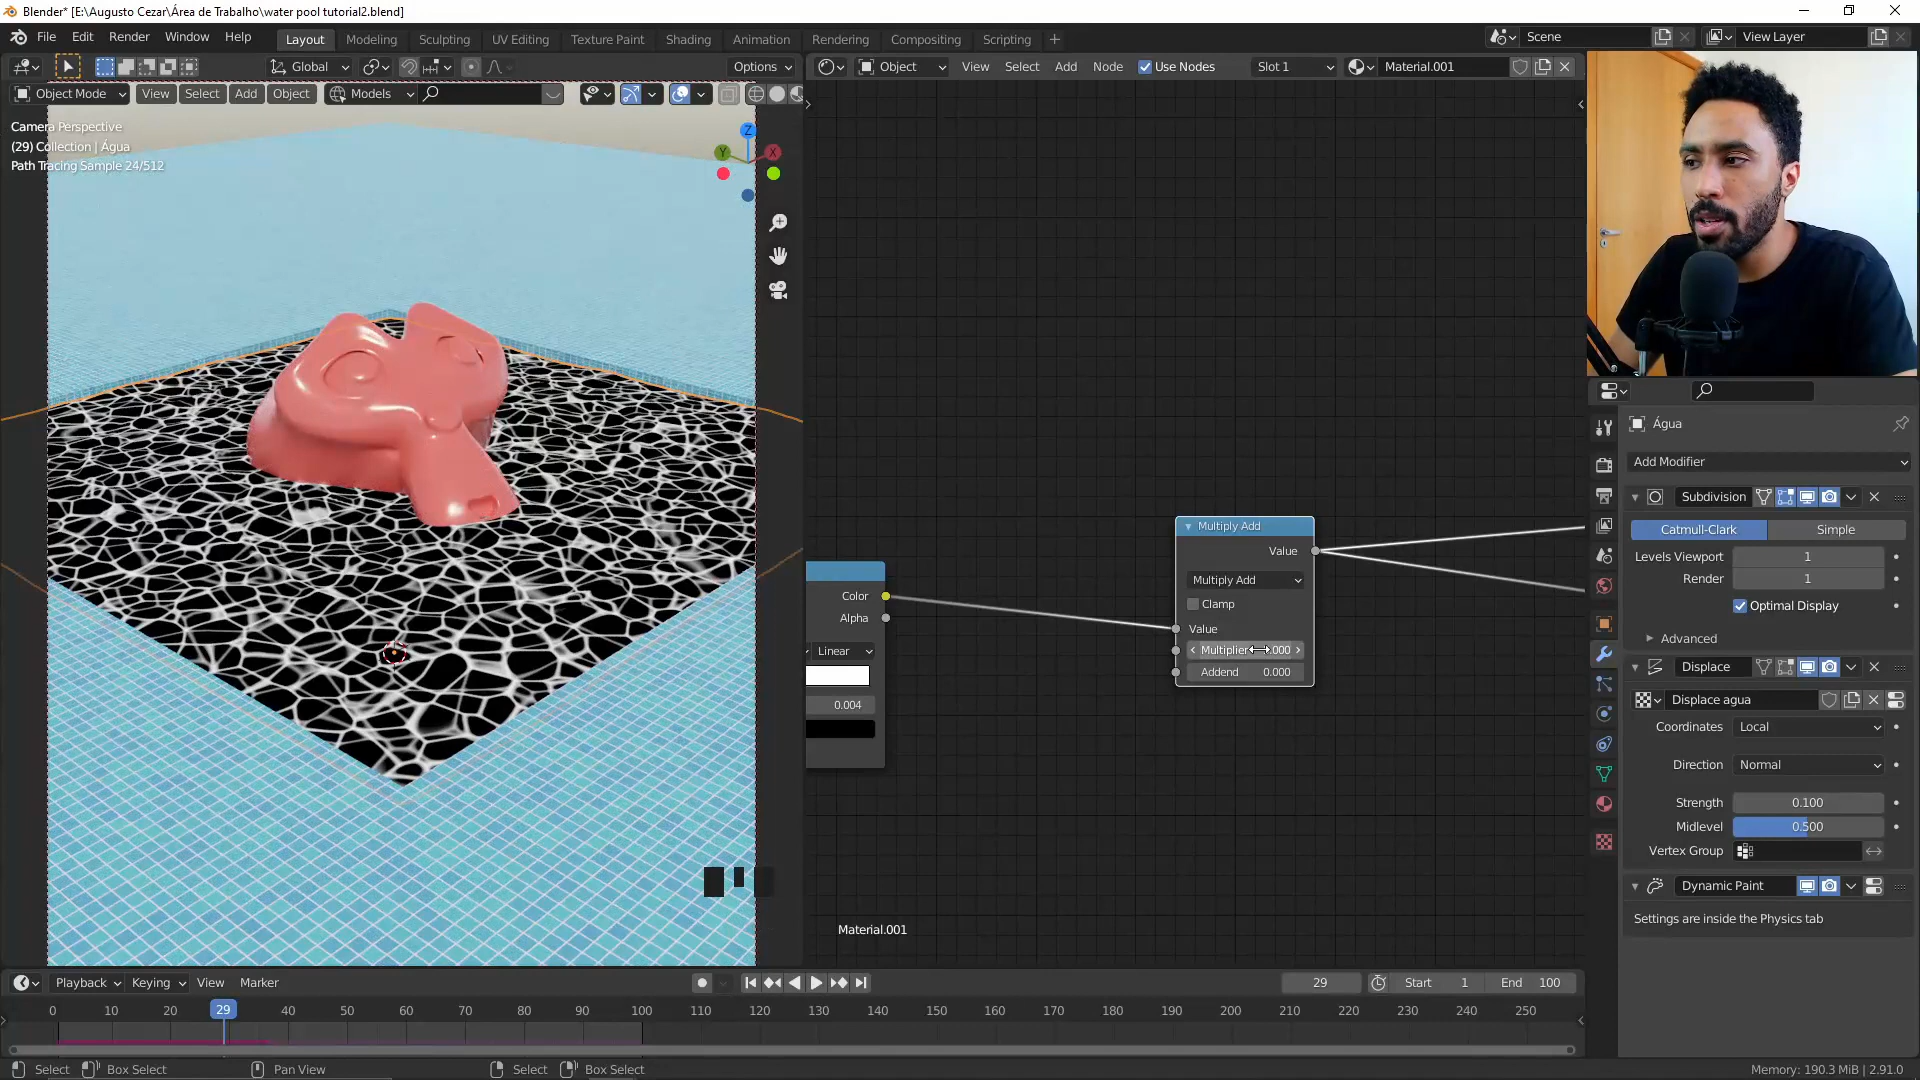 Blender* [E:\Augusto Cezar\Área de Trabalho\water pool tutorial2.blend]
File Edit Render Window Help Layout Modeling Sculpting UV Editing Texture Paint Shading Animation Rendering Compositing Scripting + Scene View Layer
Global Options Object View Select Add Node Use Nodes Slot 1 Material.001
Object Mode View Select Add Object Models
Camera Perspective
(29) Collection | Água
Path Tracing Sample 24/512
Z
Y X
Água
Add Modifier
Subdivision
Catmull-Clark Simple
Levels Viewport 1
Render 1
Optimal Display
Advanced
Displace
Displace agua
Coordinates Local
Direction Normal
Strength 0.100
Midlevel 0.500
Vertex Group
Dynamic Paint
Settings are inside the Physics tab
Multiply Add
Value
Multiply Add
Clamp
Value
Multiplier .000
Addend 0.000
Color
Alpha
Linear
0.004
Material.001
Playback Keying View Marker 29 Start 1 End 100
0 10 20 29 40 50 60 70 80 90 100 110 120 130 140 150 160 170 180 190 200 210 220 230 240 250
Select Box Select Pan View Select Box Select Memory: 190.3 MiB | 2.91.0